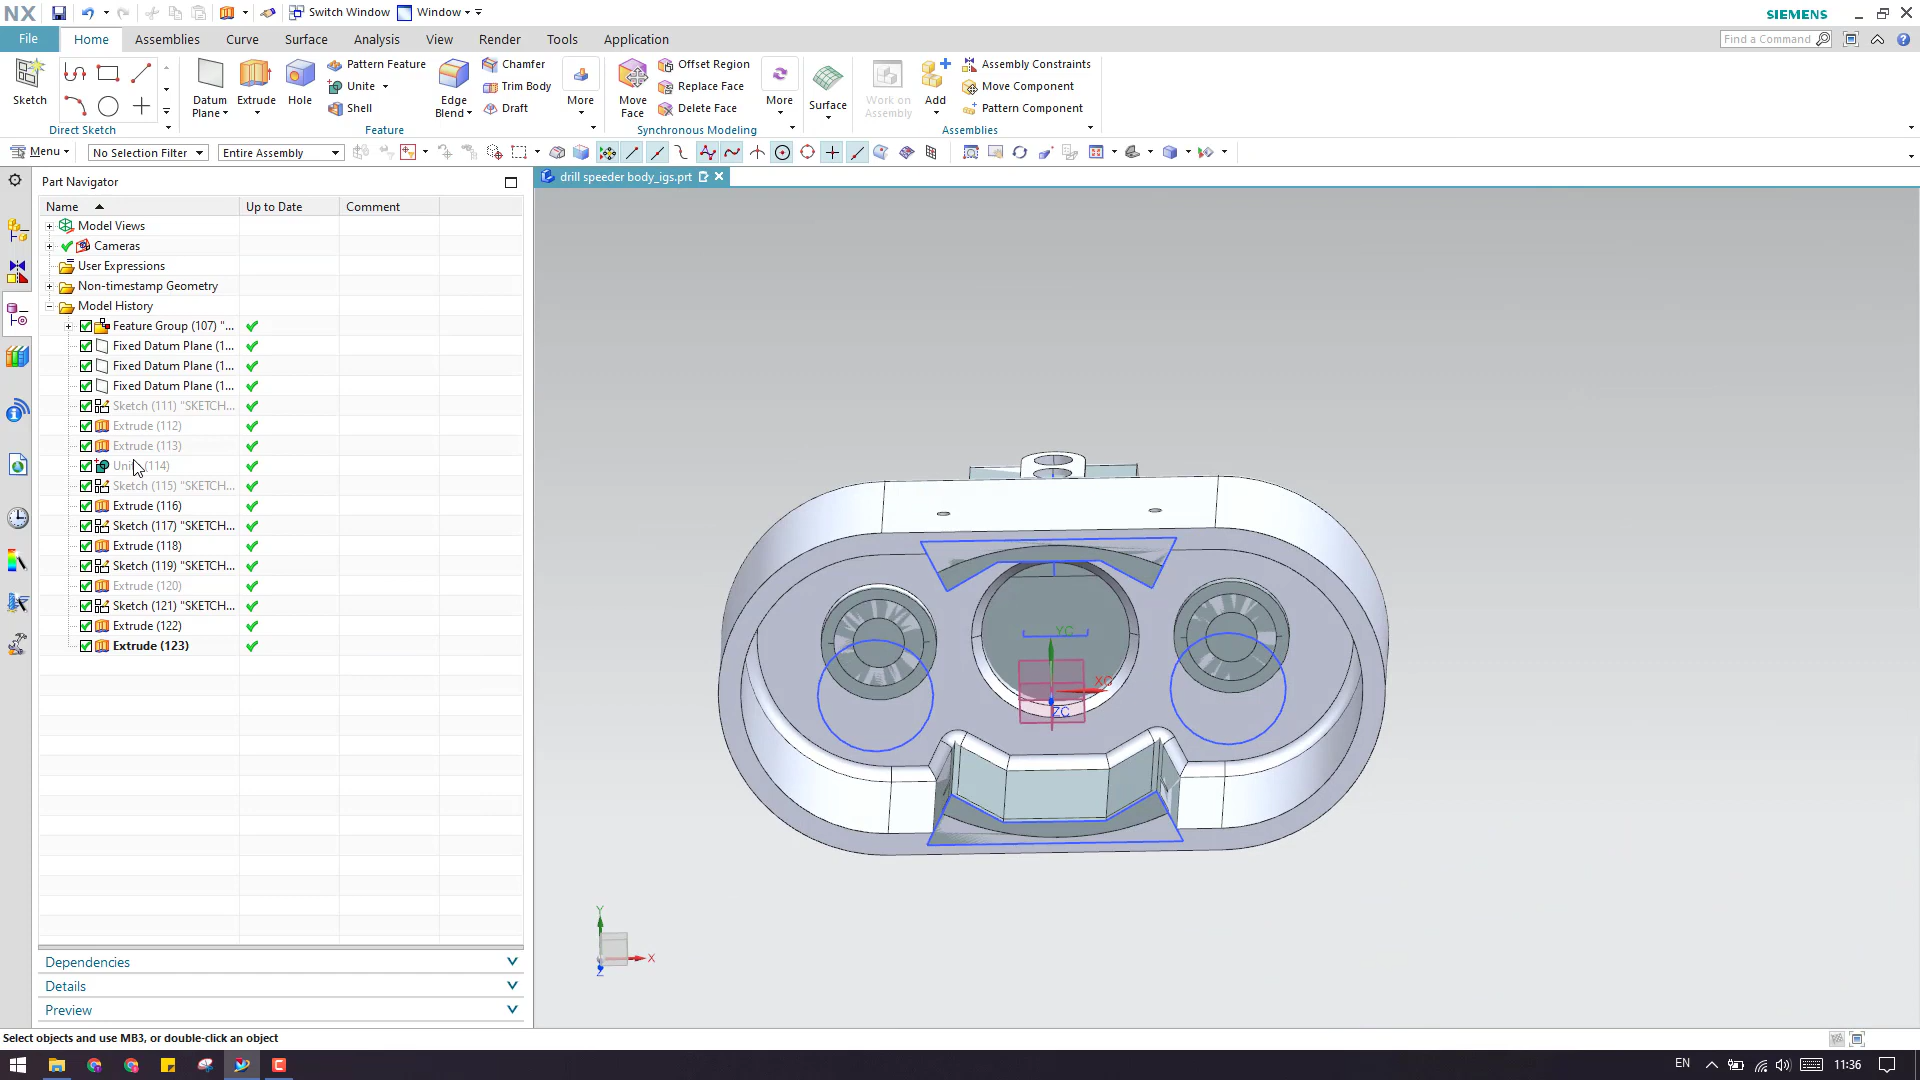 NX
Switch Window
Window
SIEMENS
File
Home
Assemblies
Curve
Surface
Analysis
View
Render
Tools
Application
Find a Command
Sketch
Direct Sketch
Datum
Plane
Extrude
Hole
Pattern Feature
Unite
Shell
Edge
Blend
Chamfer
Trim Body
Draft
More
Feature
Move
Face
Offset Region
Replace Face
Delete Face
More
Synchronous Modeling
Surface
Work on
Assembly
Add
Assembly Constraints
Move Component
Pattern Component
Assemblies
Menu
No Selection Filter
Entire Assembly
Part Navigator
drill speeder body_igs.prt
Name
Up to Date
Comment
Model Views
Cameras
User Expressions
Non-timestamp Geometry
Model History
Feature Group (107) "...
Fixed Datum Plane (1...
Fixed Datum Plane (1...
Fixed Datum Plane (1...
Sketch (111) "SKETCH...
Extrude (112)
Extrude (113)
(114)
Sketch (115) "SKETCH...
Extrude (116)
Sketch (117) "SKETCH...
Extrude (118)
Sketch (119) "SKETCH...
Extrude (120)
Sketch (121) "SKETCH...
Extrude (122)
Extrude (123)
YC
XC
ZC
Y
X
Z
Dependencies
Details
Preview
Select objects and use MB3, or double-click an object
EN
11:36